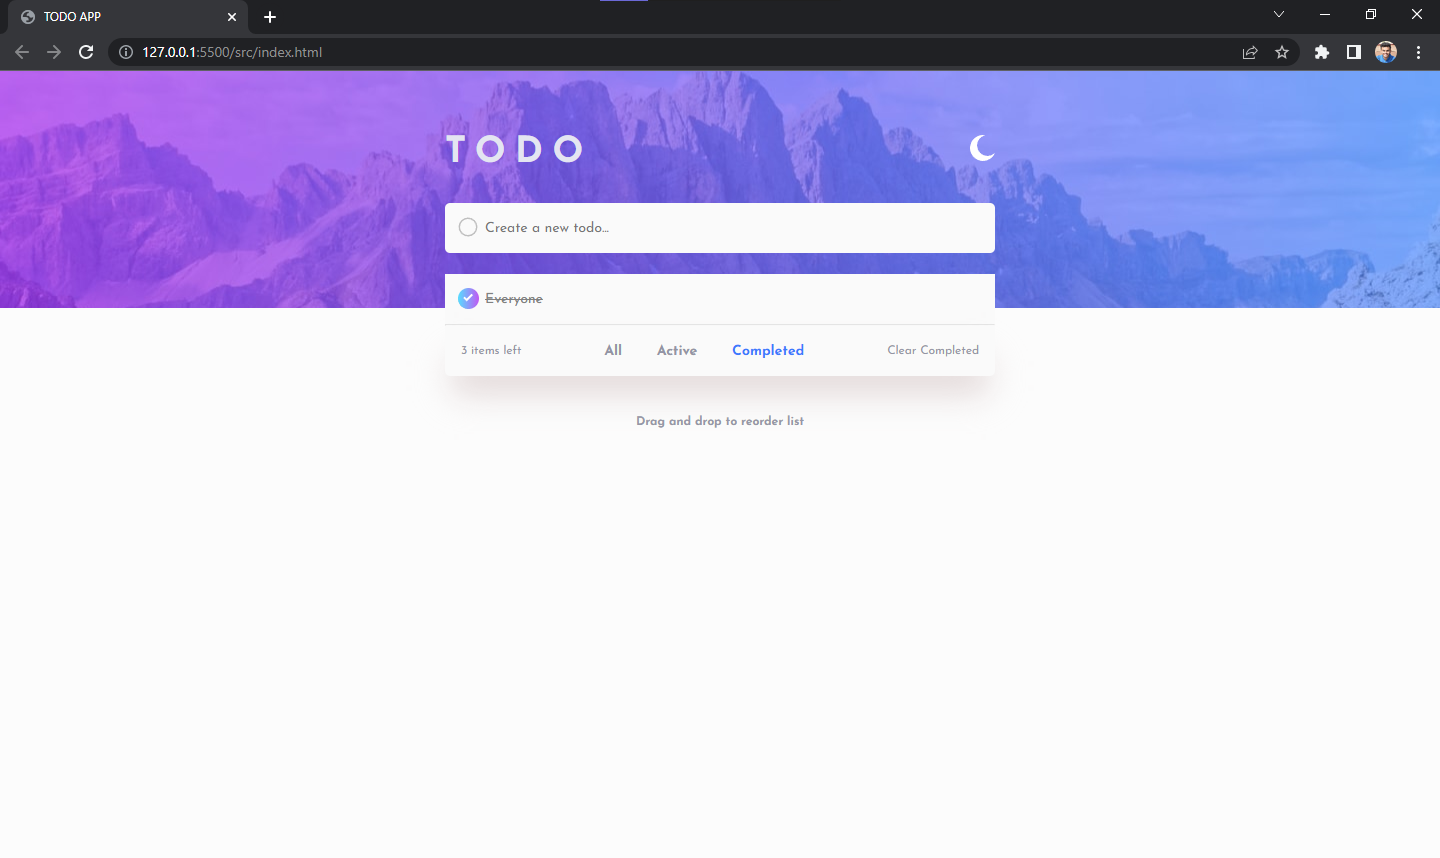 TODO APP
127.0.0.1:5500/src/index.html
TODO
Create a new todo...
Everyone
3 items left All Active Completed Clear Completed
Drag and drop to reorder list